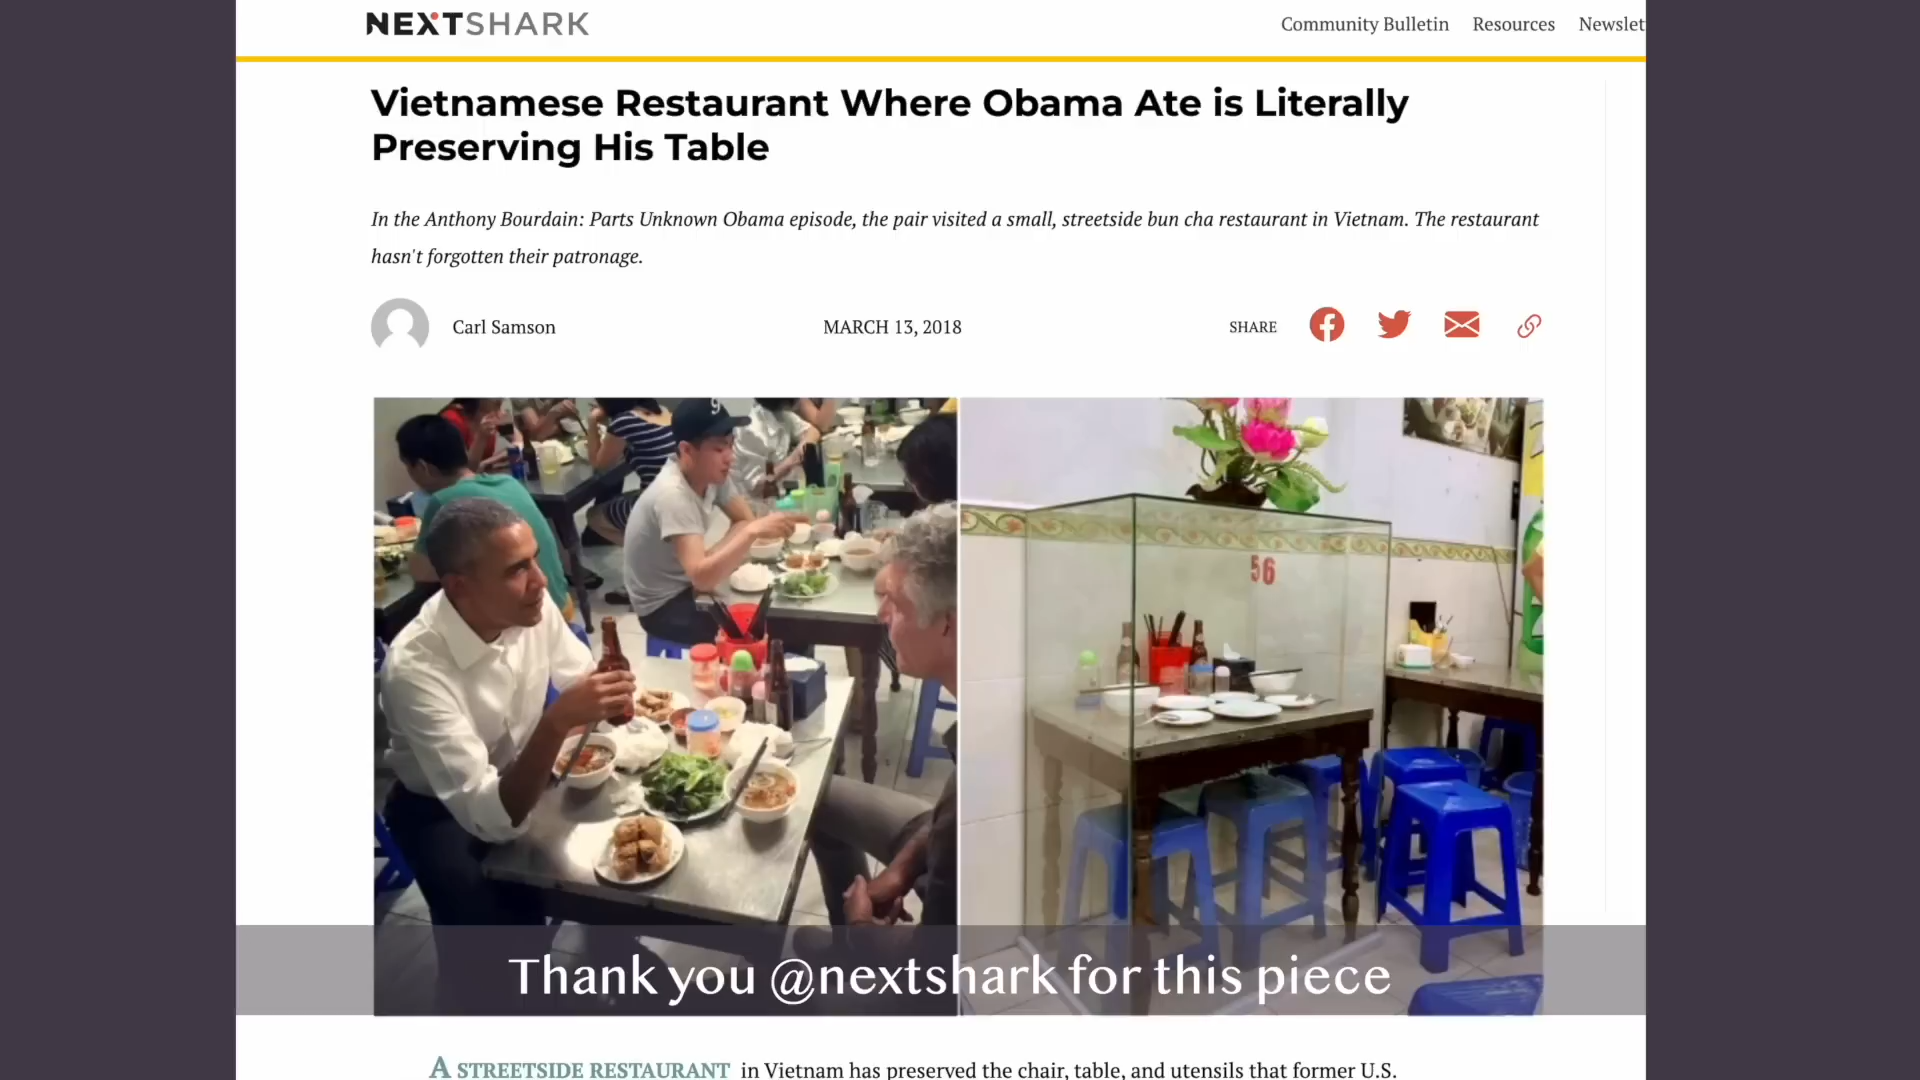 NEXTSHARK
Community Bulletin Resources Newslet
Vietnamese Restaurant Where Obama Ate is Literally
Preserving His Table
In the Anthony Bourdain: Parts Unknown Obama episode, the pair visited a small, streetside bun cha restaurant in Vietnam. The restaurant
hasn't forgotten their patronage.
Carl Samson
MARCH 13, 2018
SHARE
9
56
Thank you @nextshark for this piece
A STREETSIDE RESTAURANT in Vietnam has preserved the chair, table, and utensils that former U.S.